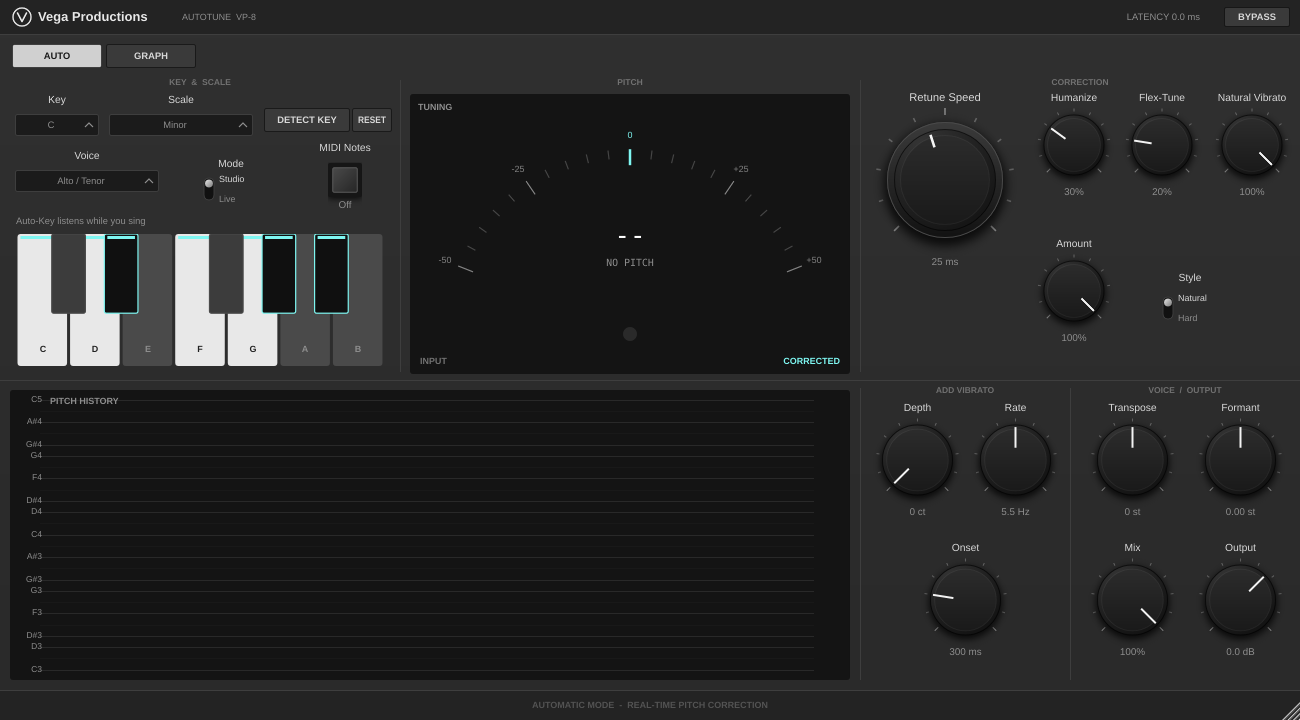 Vega Productions
AUTOTUNE VP-8
LATENCY 0.0 ms
BYPASS
AUTO
GRAPH
KEY & SCALE
Key
Scale
C
Minor
DETECT KEY
RESET
Voice
Alto / Tenor
Mode
Studio
Live
MIDI Notes
Off
Auto-Key listens while you sing
C D E F G A B
PITCH
TUNING
0
-25
+25
-50
+50
--
NO PITCH
INPUT
CORRECTED
CORRECTION
Retune Speed
25 ms
Humanize
30%
Flex-Tune
20%
Natural Vibrato
100%
Amount
100%
Style
Natural
Hard
PITCH HISTORY
C5
A#4
G#4
G4
F4
D#4
D4
C4
A#3
G#3
G3
F3
D#3
D3
C3
ADD VIBRATO
Depth
0 ct
Rate
5.5 Hz
Onset
300 ms
VOICE / OUTPUT
Transpose
0 st
Formant
0.00 st
Mix
100%
Output
0.0 dB
AUTOMATIC MODE - REAL-TIME PITCH CORRECTION